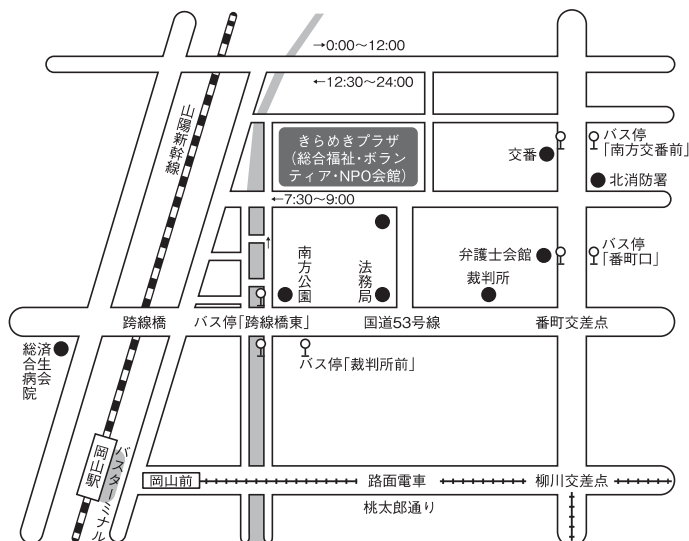 →0:00～12:00
←12:30～24:00
山陽新幹線
きらめきプラザ
（総合福祉・ボラン
ティア・NPO会館）
交番
バス停
「南方交番前」
北消防署
←7:30～9:00
↑
南方公園
法務局
弁護士会館
裁判所
バス停
「番町口」
跨線橋
バス停「跨線橋東」
国道53号線
番町交差点
済生会
総合病院
バス停「裁判所前」
岡山駅
バスターミナル
岡山前
路面電車
柳川交差点
桃太郎通り